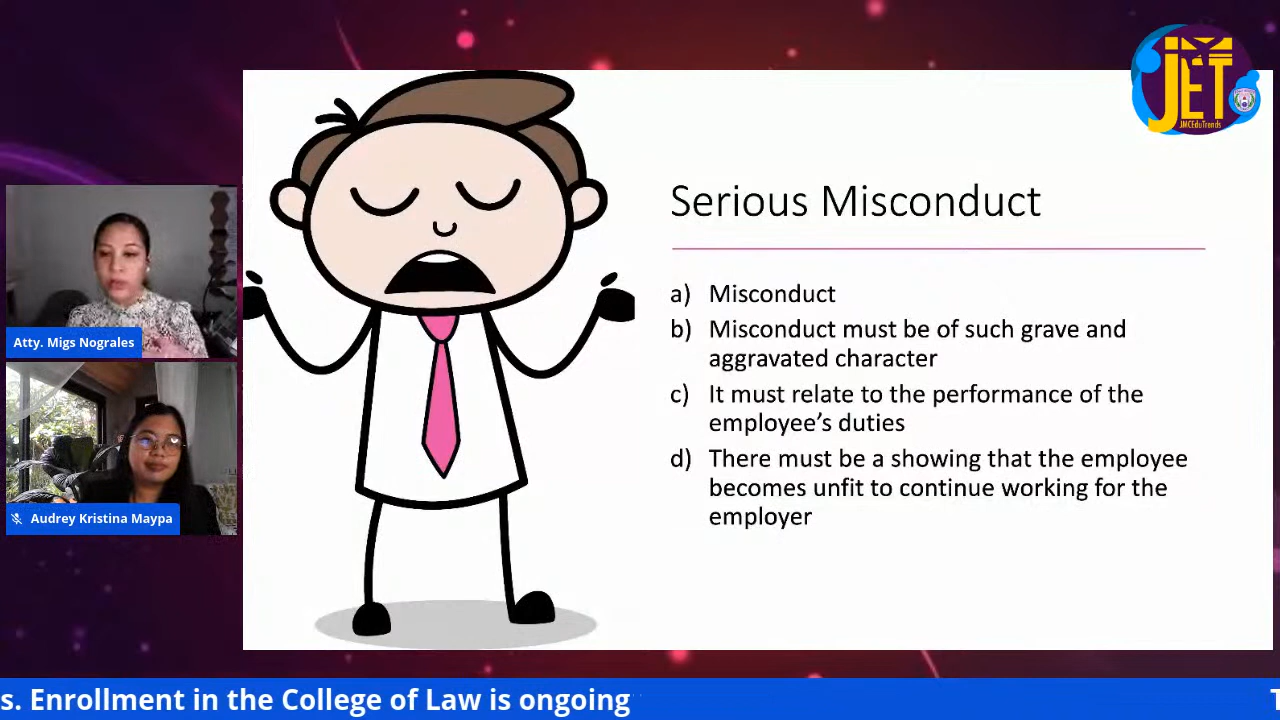 JET
JMCEduTrends
Serious Misconduct
a) Misconduct
b) Misconduct must be of such grave and
aggravated character
c) It must relate to the performance of the
employee’s duties
d) There must be a showing that the employee
becomes unfit to continue working for the
employer
Atty. Migs Nograles
Audrey Kristina Maypa
s. Enrollment in the College of Law is ongoing